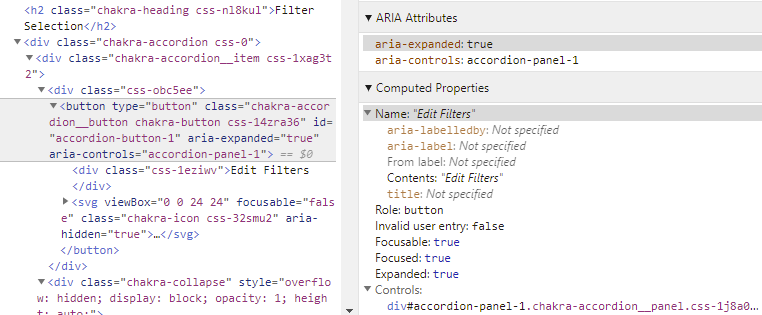 <h2 class="chakra-heading css-nl8kul">Filter
Selection</h2>
<div class="chakra-accordion css-0">
<div class="chakra-accordion__item css-1xag3t
2">
<div class="css-obc5ee">
<button type="button" class="chakra-accor
dion__button chakra-button css-14zra36" id=
"accordion-button-1" aria-expanded="true"
aria-controls="accordion-panel-1"> == $0
<div class="css-1eziwv">Edit Filters
</div>
<svg viewBox="0 0 24 24" focusable="fals
e" class="chakra-icon css-32smu2" aria-
hidden="true">…</svg>
</button>
</div>
<div class="chakra-collapse" style="overflo
w: hidden; display: block; opacity: 1; heigh
t: auto;">
ARIA Attributes
aria-expanded: true
aria-controls: accordion-panel-1
Computed Properties
Name: "Edit Filters"
aria-labelledby: Not specified
aria-label: Not specified
From label: Not specified
Contents: "Edit Filters"
title: Not specified
Role: button
Invalid user entry: false
Focusable: true
Focused: true
Expanded: true
Controls:
div#accordion-panel-1.chakra-accordion__panel.css-1j8a0…